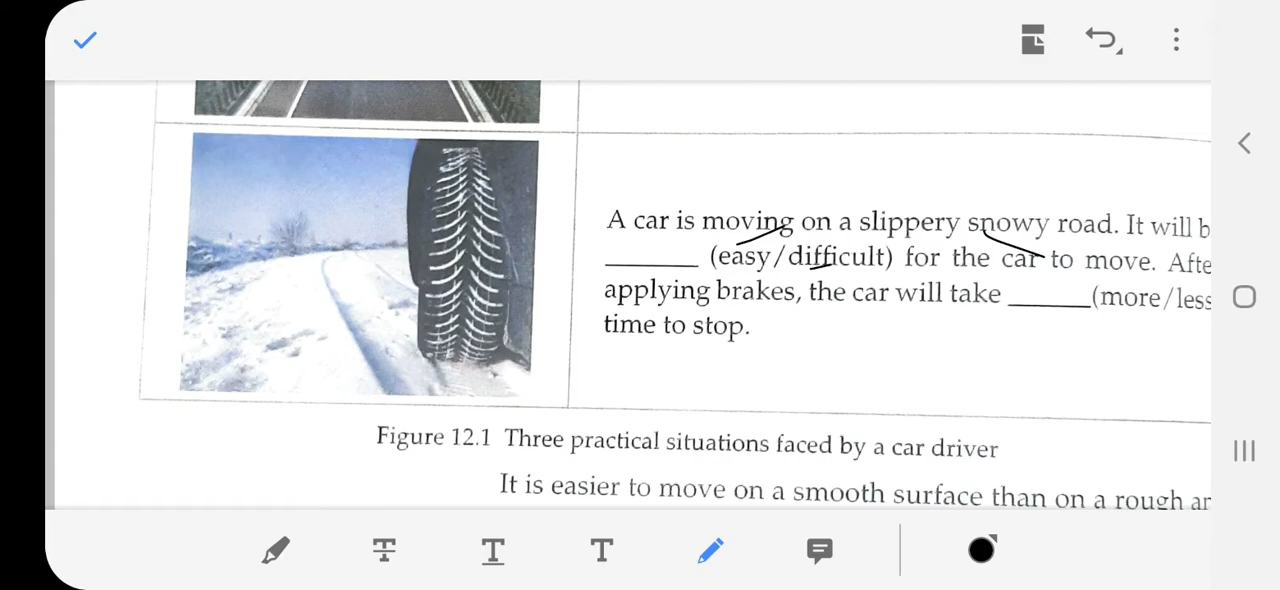 A car is moving on a slippery snowy road. It will b
______ (easy/difficult) for the car to move. Afte
applying brakes, the car will take ______(more/less
time to stop.
Figure 12.1 Three practical situations faced by a car driver
It is easier to move on a smooth surface than on a rough ar